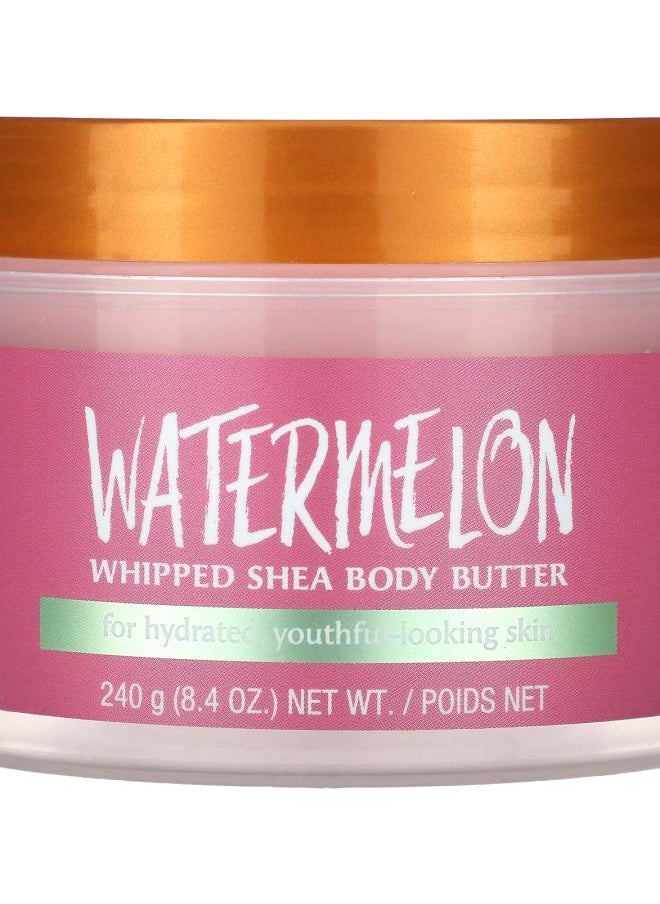 WATERMELON
WHIPPED SHEA BODY BUTTER
for hydrated, youthful-looking skin
240 g (8.4 OZ.) NET WT. / POIDS NET